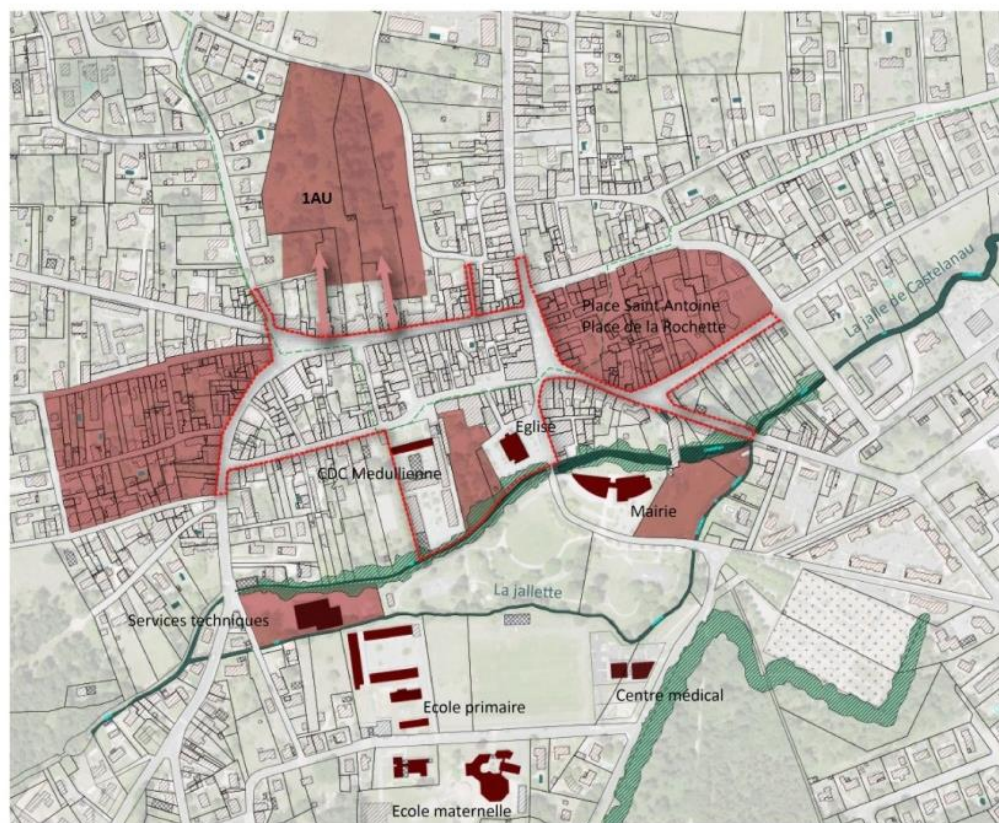 1AU
Place Saint Antoine
Place de la Rochette
La jalle de Castelanau
Eglise
CDC Medullienne
Mairie
La jallette
Services techniques
Centre médical
Ecole primaire
Ecole maternelle